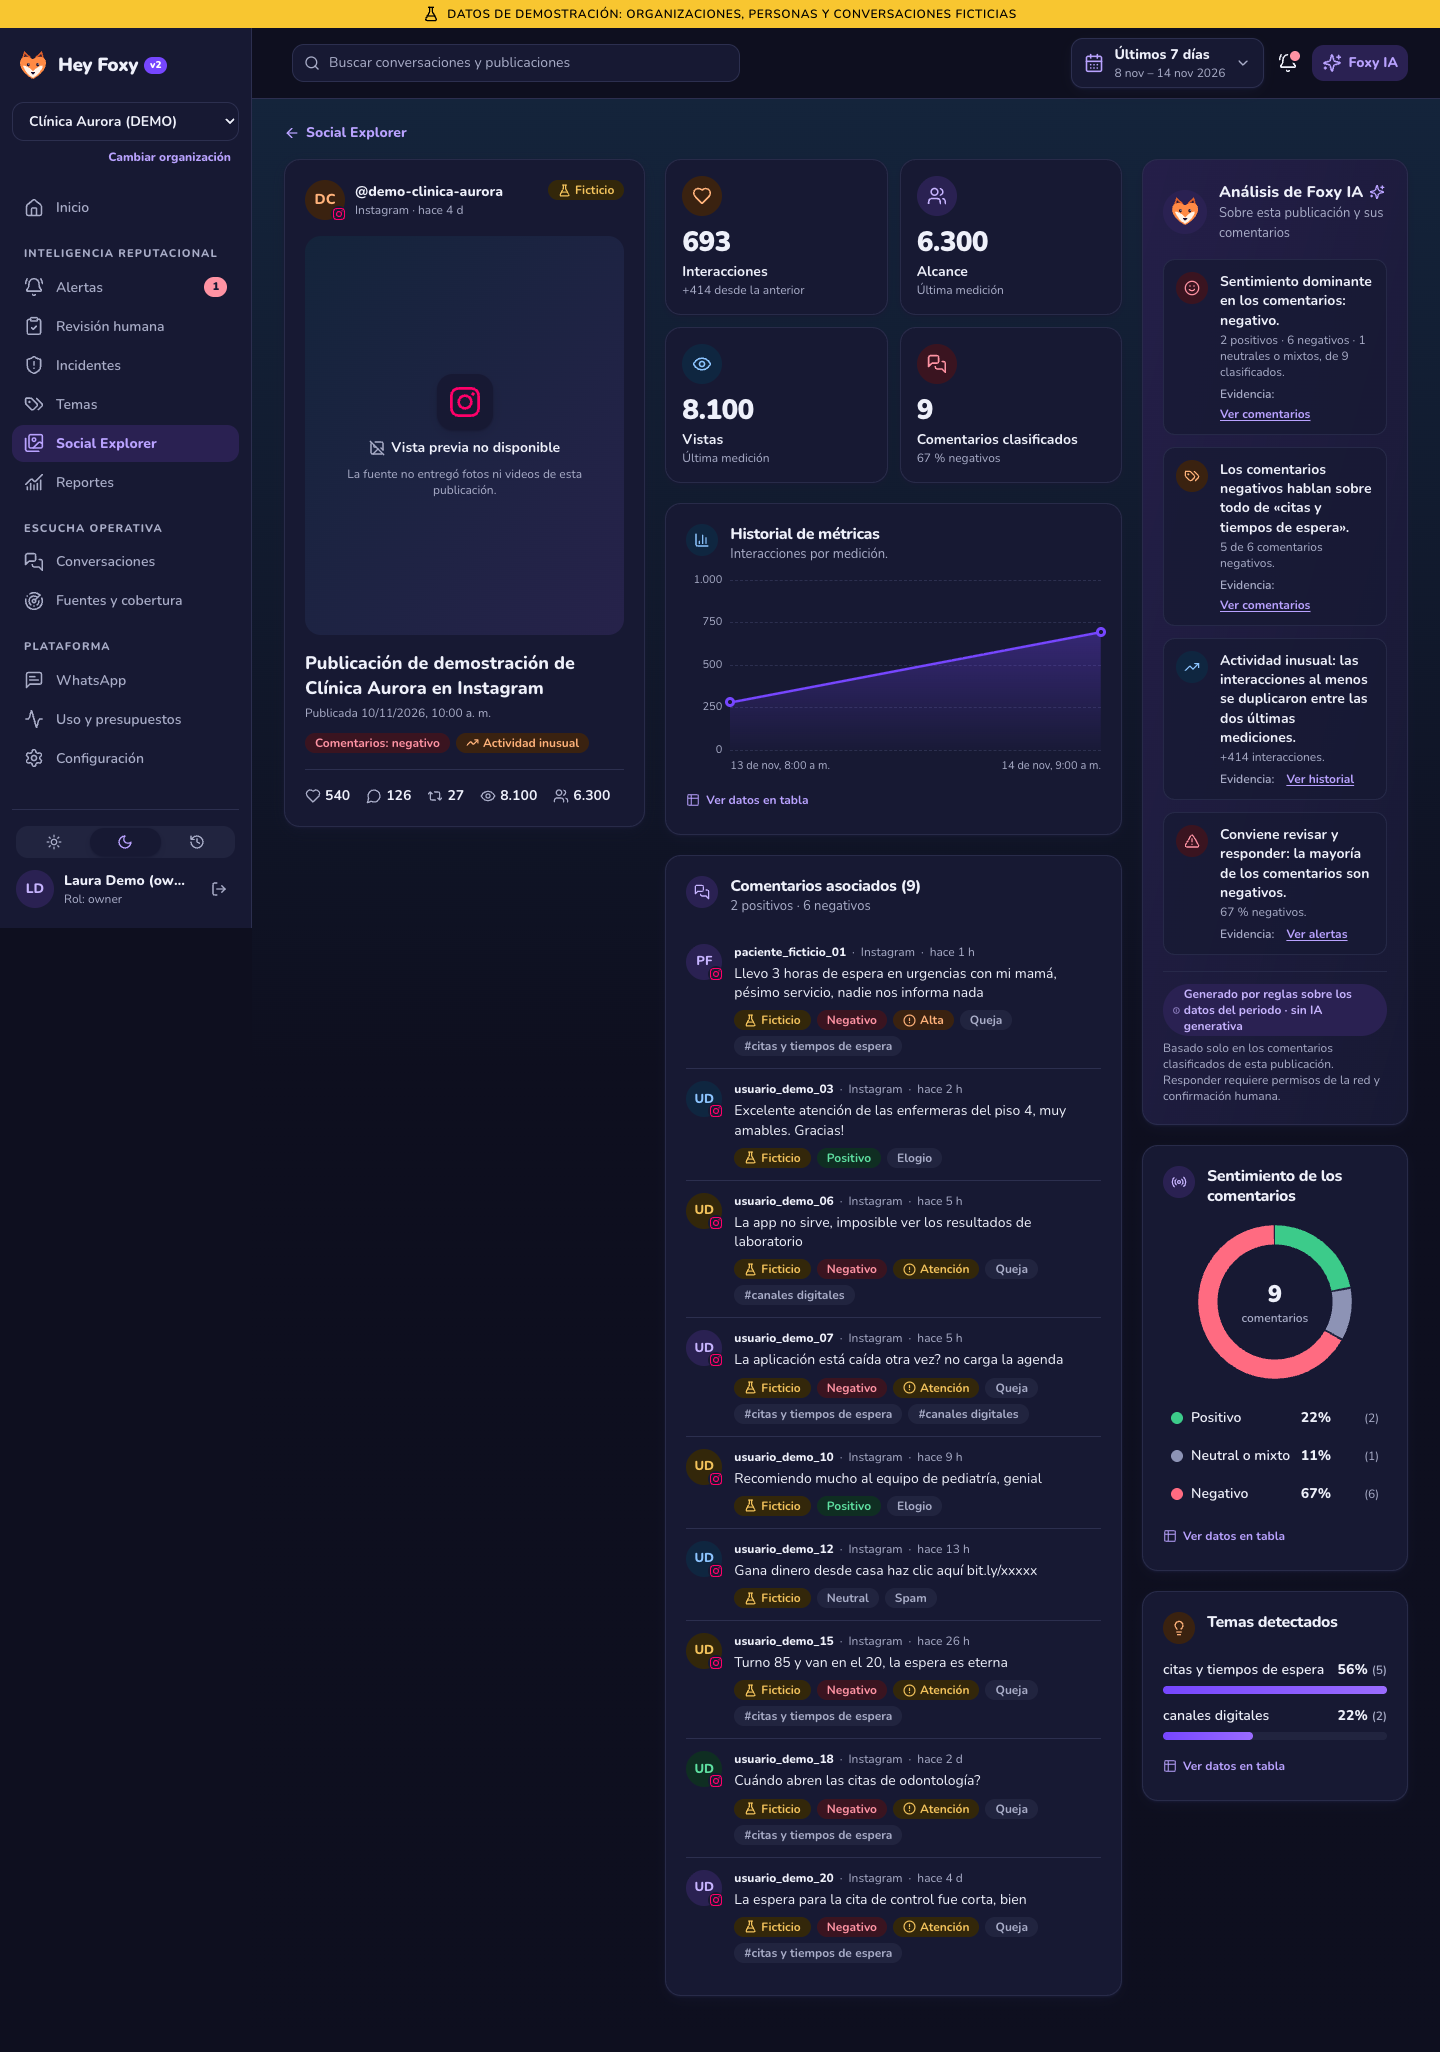 DATOS DE DEMOSTRACIÓN: ORGANIZACIONES, PERSONAS Y CONVERSACIONES FICTICIAS
Hey Foxy v2
Clínica Aurora (DEMO)
Cambiar organización
Inicio
INTELIGENCIA REPUTACIONAL
Alertas 1
Revisión humana
Incidentes
Temas
Social Explorer
Reportes
ESCUCHA OPERATIVA
Conversaciones
Fuentes y cobertura
PLATAFORMA
WhatsApp
Uso y presupuestos
Configuración
LD
Laura Demo (ow...
Rol: owner
Buscar conversaciones y publicaciones
Últimos 7 días
8 nov – 14 nov 2026
Foxy IA
Social Explorer
DC
@demo-clinica-aurora
Ficticio
Instagram · hace 4 d
Vista previa no disponible
La fuente no entregó fotos ni videos de esta
publicación.
Publicación de demostración de
Clínica Aurora en Instagram
Publicada 10/11/2026, 10:00 a. m.
Comentarios: negativo
Actividad inusual
540 126 27 8.100 6.300
693
Interacciones
+414 desde la anterior
6.300
Alcance
Última medición
8.100
Vistas
Última medición
9
Comentarios clasificados
67 % negativos
Historial de métricas
Interacciones por medición.
1.000
750
500
250
0
13 de nov, 8:00 a m.
14 de nov, 9:00 a m.
Ver datos en tabla
Comentarios asociados (9)
2 positivos · 6 negativos
PF
paciente_ficticio_01 · Instagram · hace 1 h
Llevo 3 horas de espera en urgencias con mi mamá,
pésimo servicio, nadie nos informa nada
Ficticio Negativo Alta Queja
#citas y tiempos de espera
UD
usuario_demo_03 · Instagram · hace 2 h
Excelente atención de las enfermeras del piso 4, muy
amables. Gracias!
Ficticio Positivo Elogio
UD
usuario_demo_06 · Instagram · hace 5 h
La app no sirve, imposible ver los resultados de
laboratorio
Ficticio Negativo Atención Queja
#canales digitales
UD
usuario_demo_07 · Instagram · hace 5 h
La aplicación está caída otra vez? no carga la agenda
Ficticio Negativo Atención Queja
#citas y tiempos de espera #canales digitales
UD
usuario_demo_10 · Instagram · hace 9 h
Recomiendo mucho al equipo de pediatría, genial
Ficticio Positivo Elogio
UD
usuario_demo_12 · Instagram · hace 13 h
Gana dinero desde casa haz clic aquí bit.ly/xxxxx
Ficticio Neutral Spam
UD
usuario_demo_15 · Instagram · hace 26 h
Turno 85 y van en el 20, la espera es eterna
Ficticio Negativo Atención Queja
#citas y tiempos de espera
UD
usuario_demo_18 · Instagram · hace 2 d
Cuándo abren las citas de odontología?
Ficticio Negativo Atención Queja
#citas y tiempos de espera
UD
usuario_demo_20 · Instagram · hace 4 d
La espera para la cita de control fue corta, bien
Ficticio Negativo Atención Queja
#citas y tiempos de espera
Análisis de Foxy IA
Sobre esta publicación y sus
comentarios
Sentimiento dominante
en los comentarios:
negativo.
2 positivos · 6 negativos · 1
neutrales o mixtos, de 9
clasificados.
Evidencia:
Ver comentarios
Los comentarios
negativos hablan sobre
todo de «citas y
tiempos de espera».
5 de 6 comentarios
negativos.
Evidencia:
Ver comentarios
Actividad inusual: las
interacciones al menos
se duplicaron entre las
dos últimas
mediciones.
+414 interacciones.
Evidencia: Ver historial
Conviene revisar y
responder: la mayoría
de los comentarios son
negativos.
67 % negativos.
Evidencia: Ver alertas
Generado por reglas sobre los
datos del periodo · sin IA
generativa
Basado solo en los comentarios
clasificados de esta publicación.
Responder requiere permisos de la red y
confirmación humana.
Sentimiento de los
comentarios
9
comentarios
Positivo 22% (2)
Neutral o mixto 11% (1)
Negativo 67% (6)
Ver datos en tabla
Temas detectados
citas y tiempos de espera 56% (5)
canales digitales 22% (2)
Ver datos en tabla